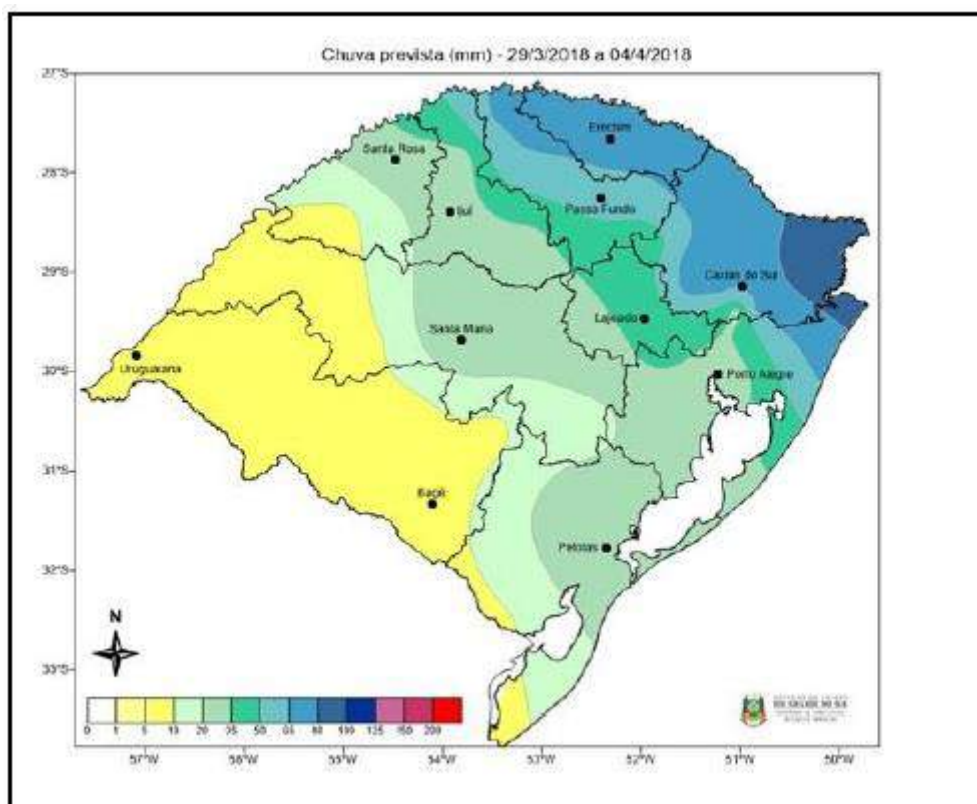 Chuva prevista (mm) - 29/3/2018 a 04/4/2018
27°S
28°S
29°S
30°S
31°S
32°S
33°S
Erechim
Santa Rosa
Passo Fundo
Caxias do Sul
Lajeado
Santa Maria
Uruguaiana
Porto Alegre
Bagé
Pelotas
N
0 1 5 10 20 35 50 65 80 100 125 150 200
57°W 56°W 55°W 54°W 53°W 52°W 51°W 50°W